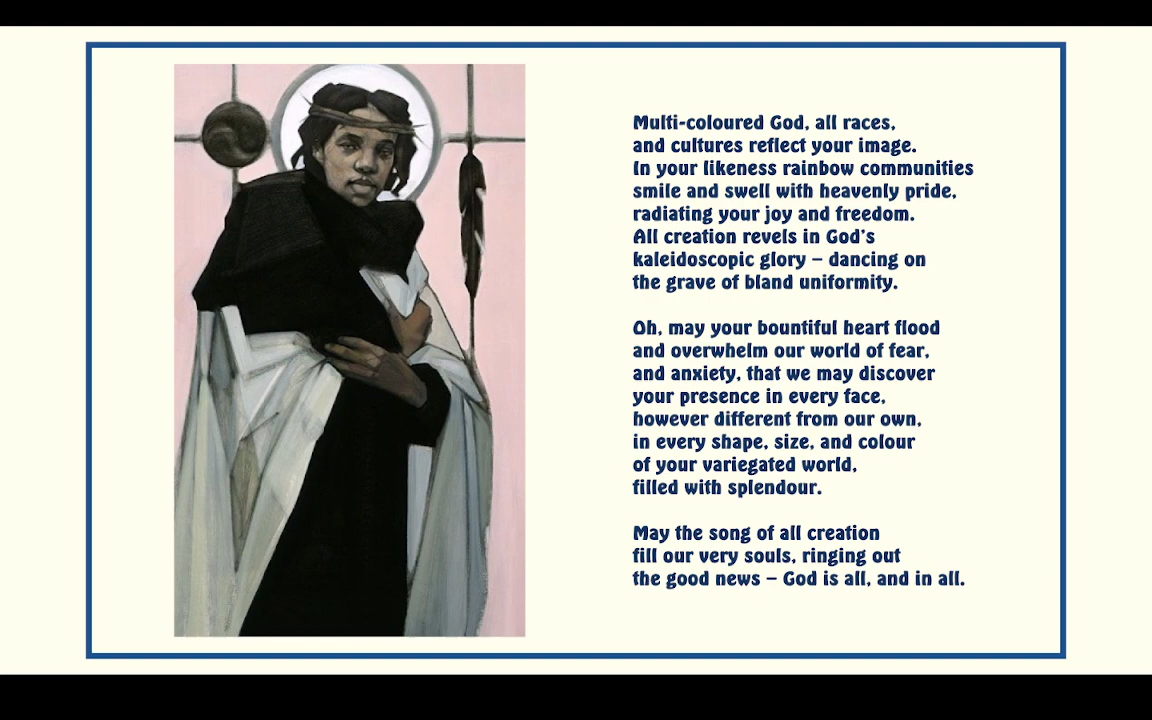 Multi-coloured God, all races,
and cultures reflect your image.
In your likeness rainbow communities
smile and swell with heavenly pride,
radiating your joy and freedom.
All creation revels in God's
kaleidoscopic glory – dancing on
the grave of bland uniformity.
Oh, may your bountiful heart flood
and overwhelm our world of fear,
and anxiety, that we may discover
your presence in every face,
however different from our own,
in every shape, size, and colour
of your variegated world,
filled with splendour.
May the song of all creation
fill our very souls, ringing out
the good news – God is all, and in all.